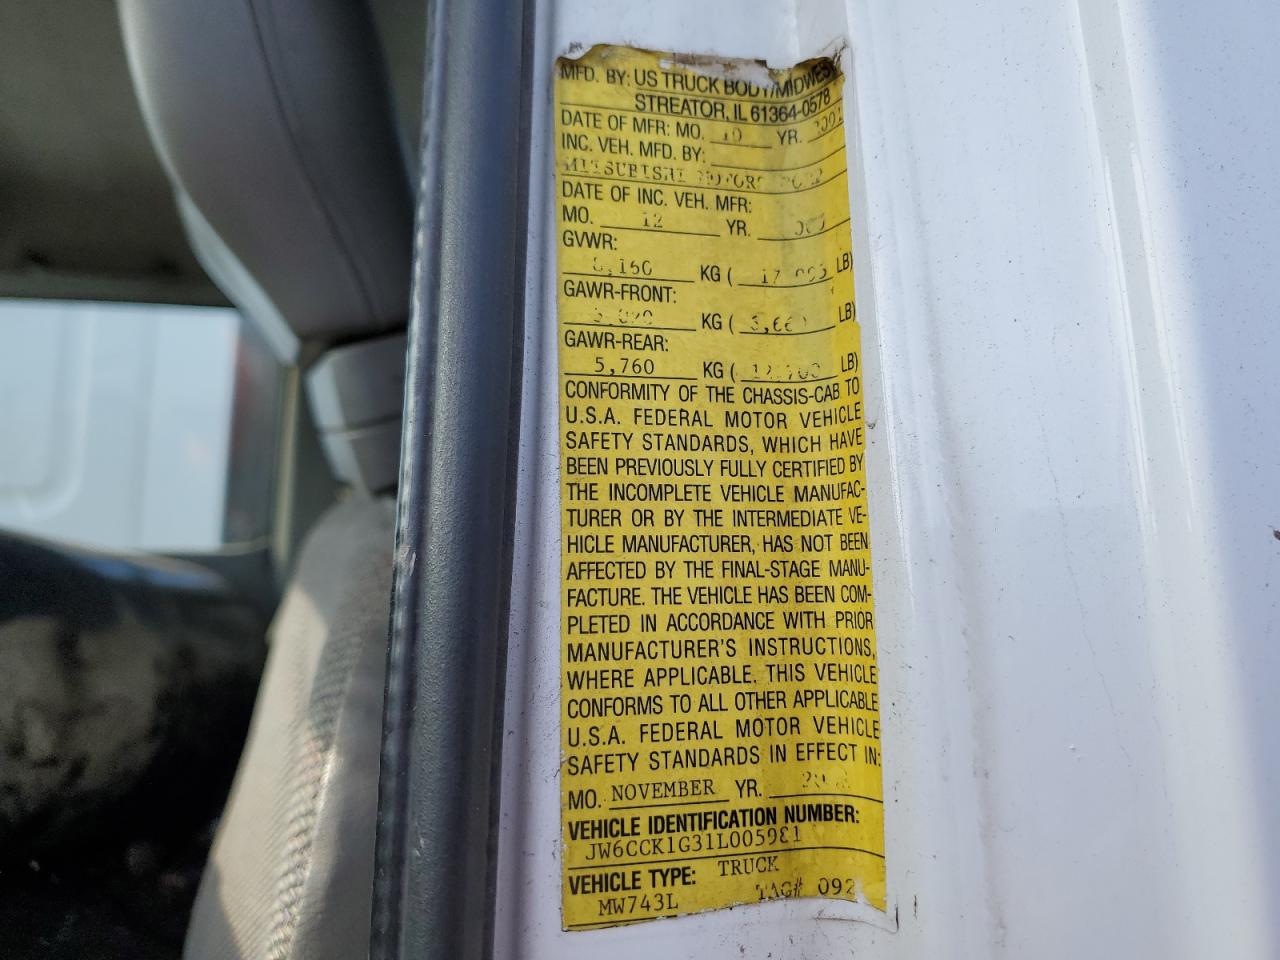 MFD. BY: US TRUCK BODY/MIDWEST
STREATOR, IL 61364-0578
DATE OF MFR: MO. 10 YR.
INC. VEH. MFD. BY:
MITSUBISHI MOTORS
DATE OF INC. VEH. MFR:
MO. 12 YR.
GVWR:
KG ( LB)
GAWR-FRONT:
KG ( LB)
GAWR-REAR:
5,760 KG ( LB)
CONFORMITY OF THE CHASSIS-CAB TO
U.S.A. FEDERAL MOTOR VEHICLE
SAFETY STANDARDS, WHICH HAVE
BEEN PREVIOUSLY FULLY CERTIFIED BY
THE INCOMPLETE VEHICLE MANUFAC-
TURER OR BY THE INTERMEDIATE VE-
HICLE MANUFACTURER, HAS NOT BEEN
AFFECTED BY THE FINAL-STAGE MANU-
FACTURE. THE VEHICLE HAS BEEN COM-
PLETED IN ACCORDANCE WITH PRIOR
MANUFACTURER'S INSTRUCTIONS,
WHERE APPLICABLE. THIS VEHICLE
CONFORMS TO ALL OTHER APPLICABLE
U.S.A. FEDERAL MOTOR VEHICLE
SAFETY STANDARDS IN EFFECT IN:
MO. NOVEMBER YR.
VEHICLE IDENTIFICATION NUMBER:
JW6CCK1G31L005981
VEHICLE TYPE: TRUCK
MW743L TAG# 092